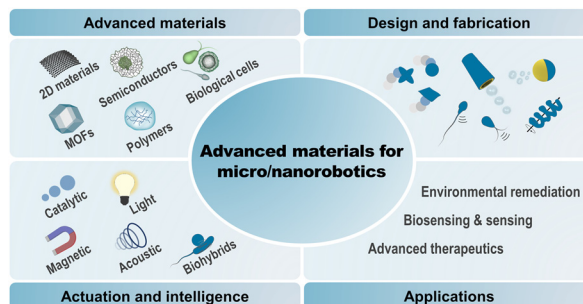 Advanced materials
Design and fabrication
2D materials
Semiconductors
Biological cells
MOFs
Polymers
Advanced materials for
micro/nanorobotics
Catalytic
Light
Magnetic
Acoustic
Biohybrids
Environmental remediation
Biosensing & sensing
Advanced therapeutics
Actuation and intelligence
Applications